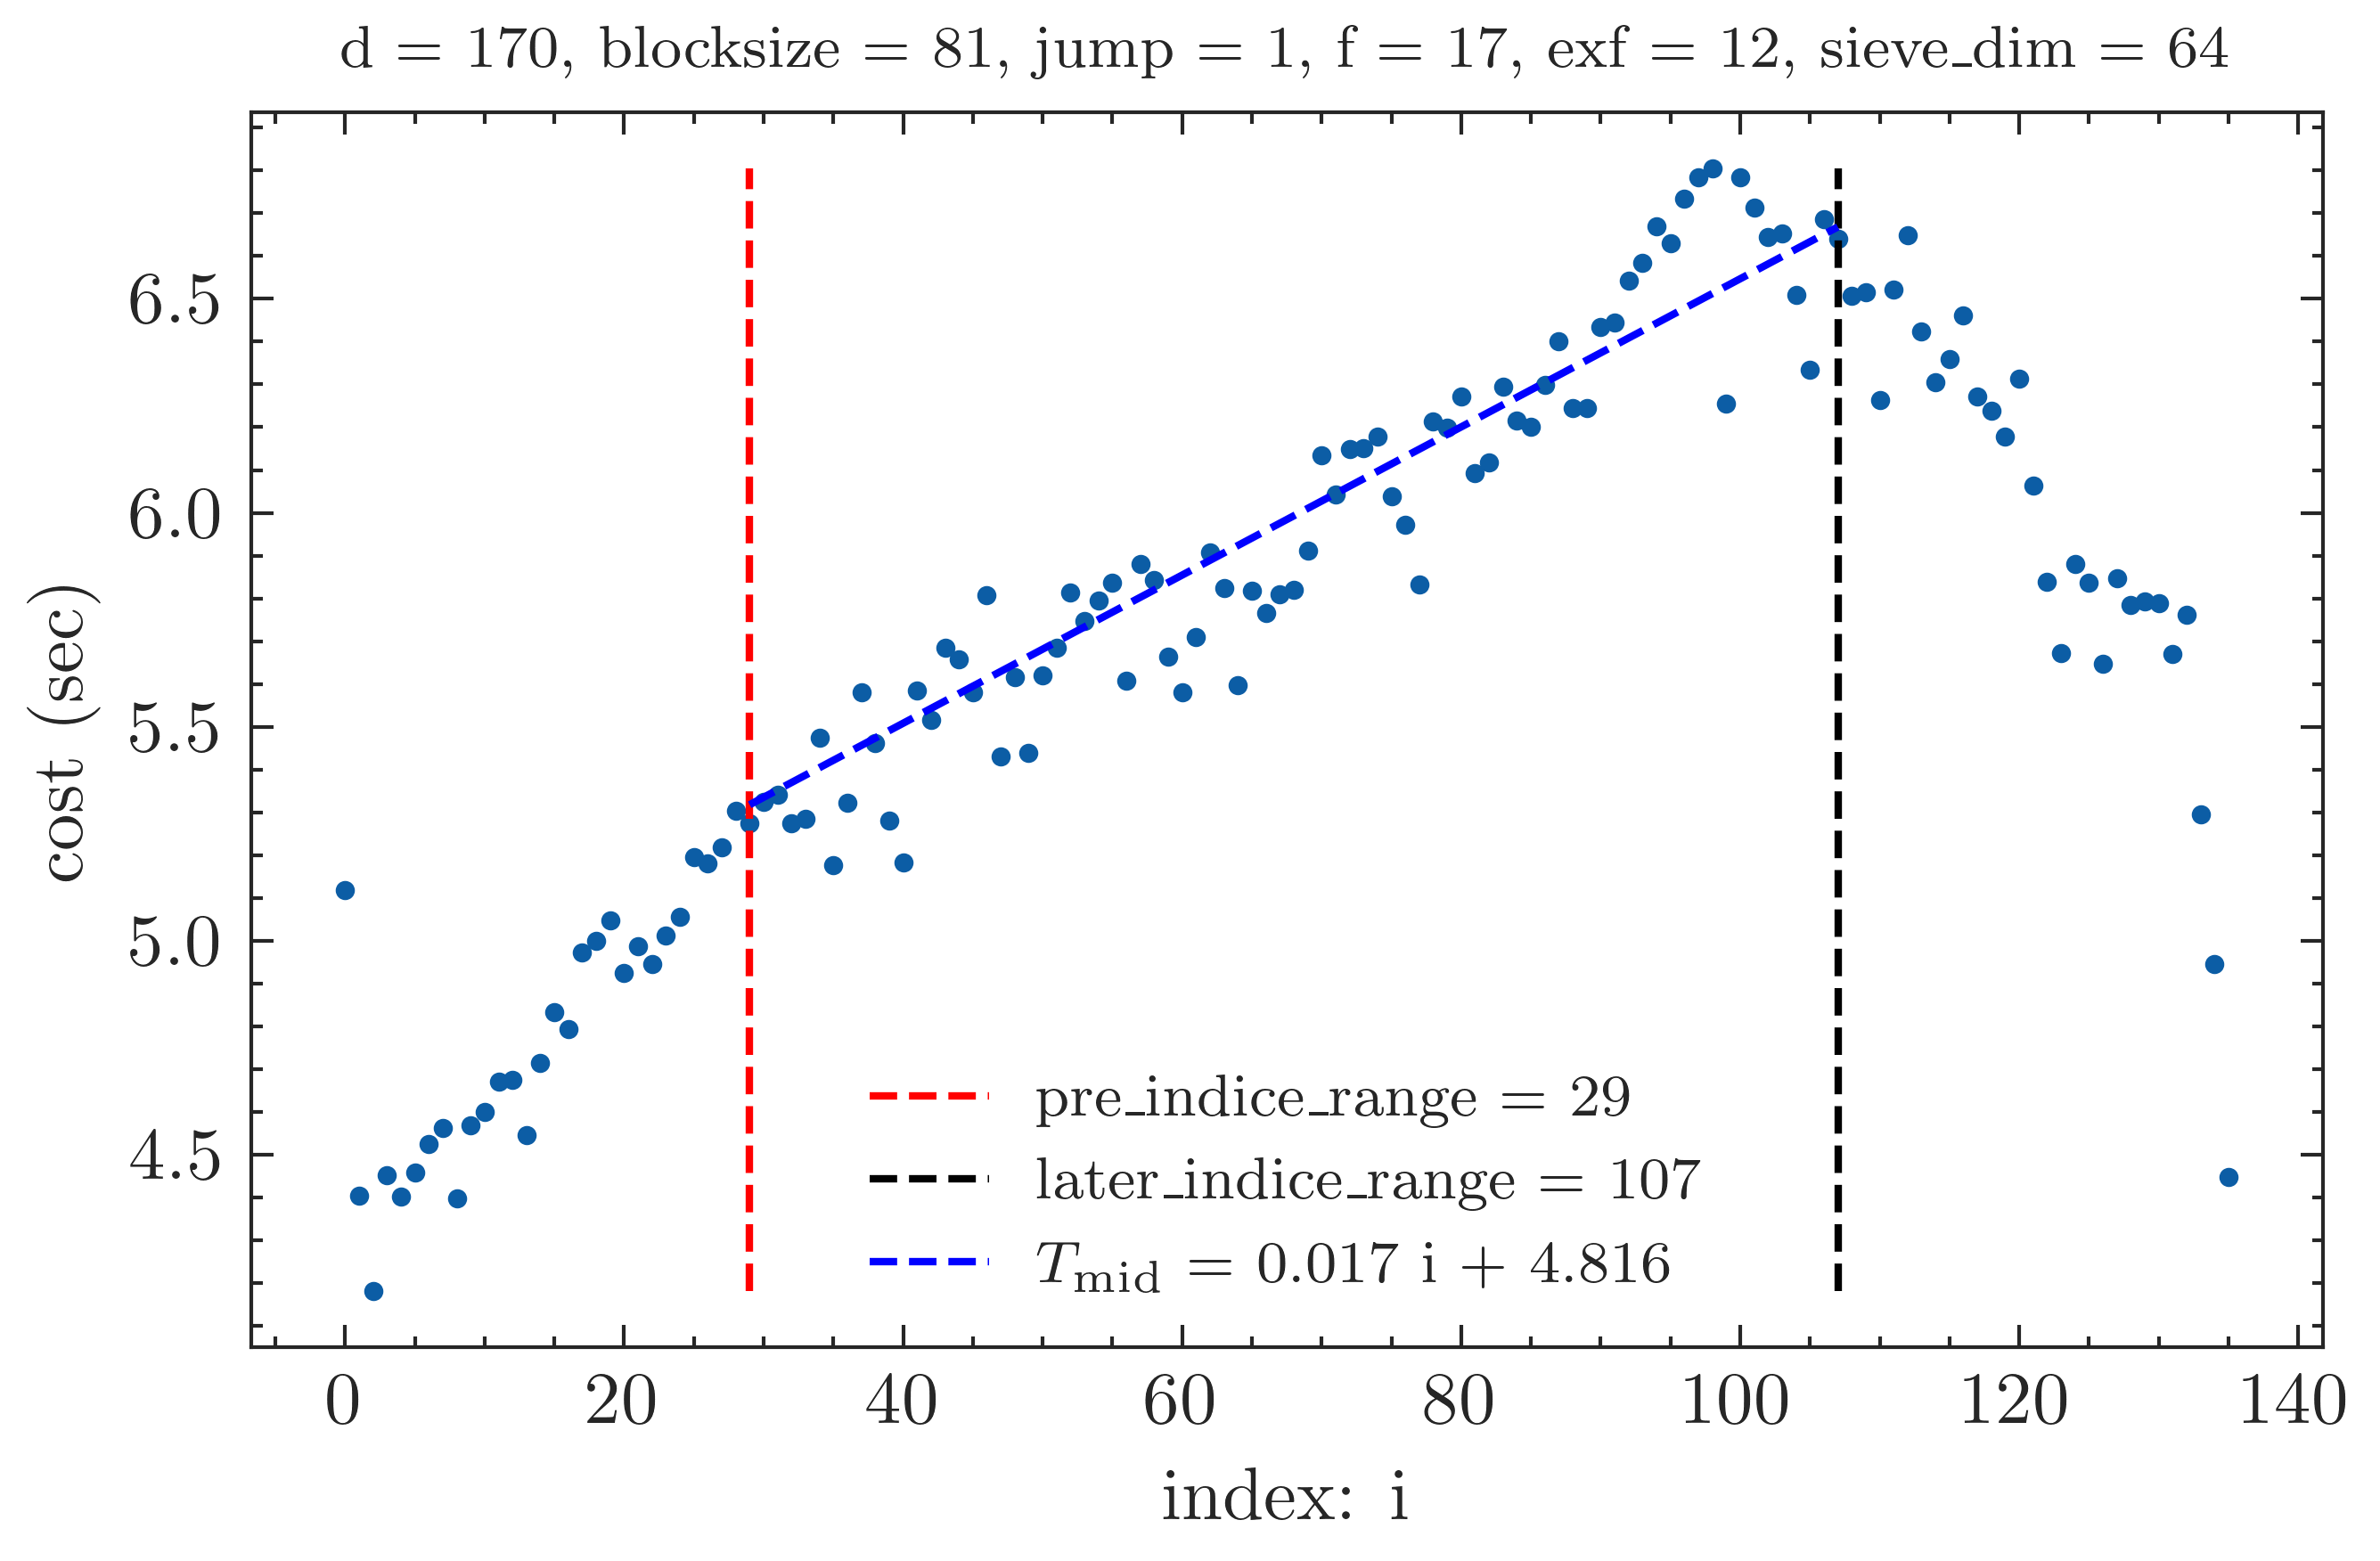 d = 170, blocksize = 81, jump = 1, f = 17, exf = 12, sieve_dim = 64
cost (sec)
6.5
6.0
5.5
5.0
4.5
pre_indice_range = 29
later_indice_range = 107
T_mid = 0.017 i + 4.816
0 20 40 60 80 100 120 140
index: i